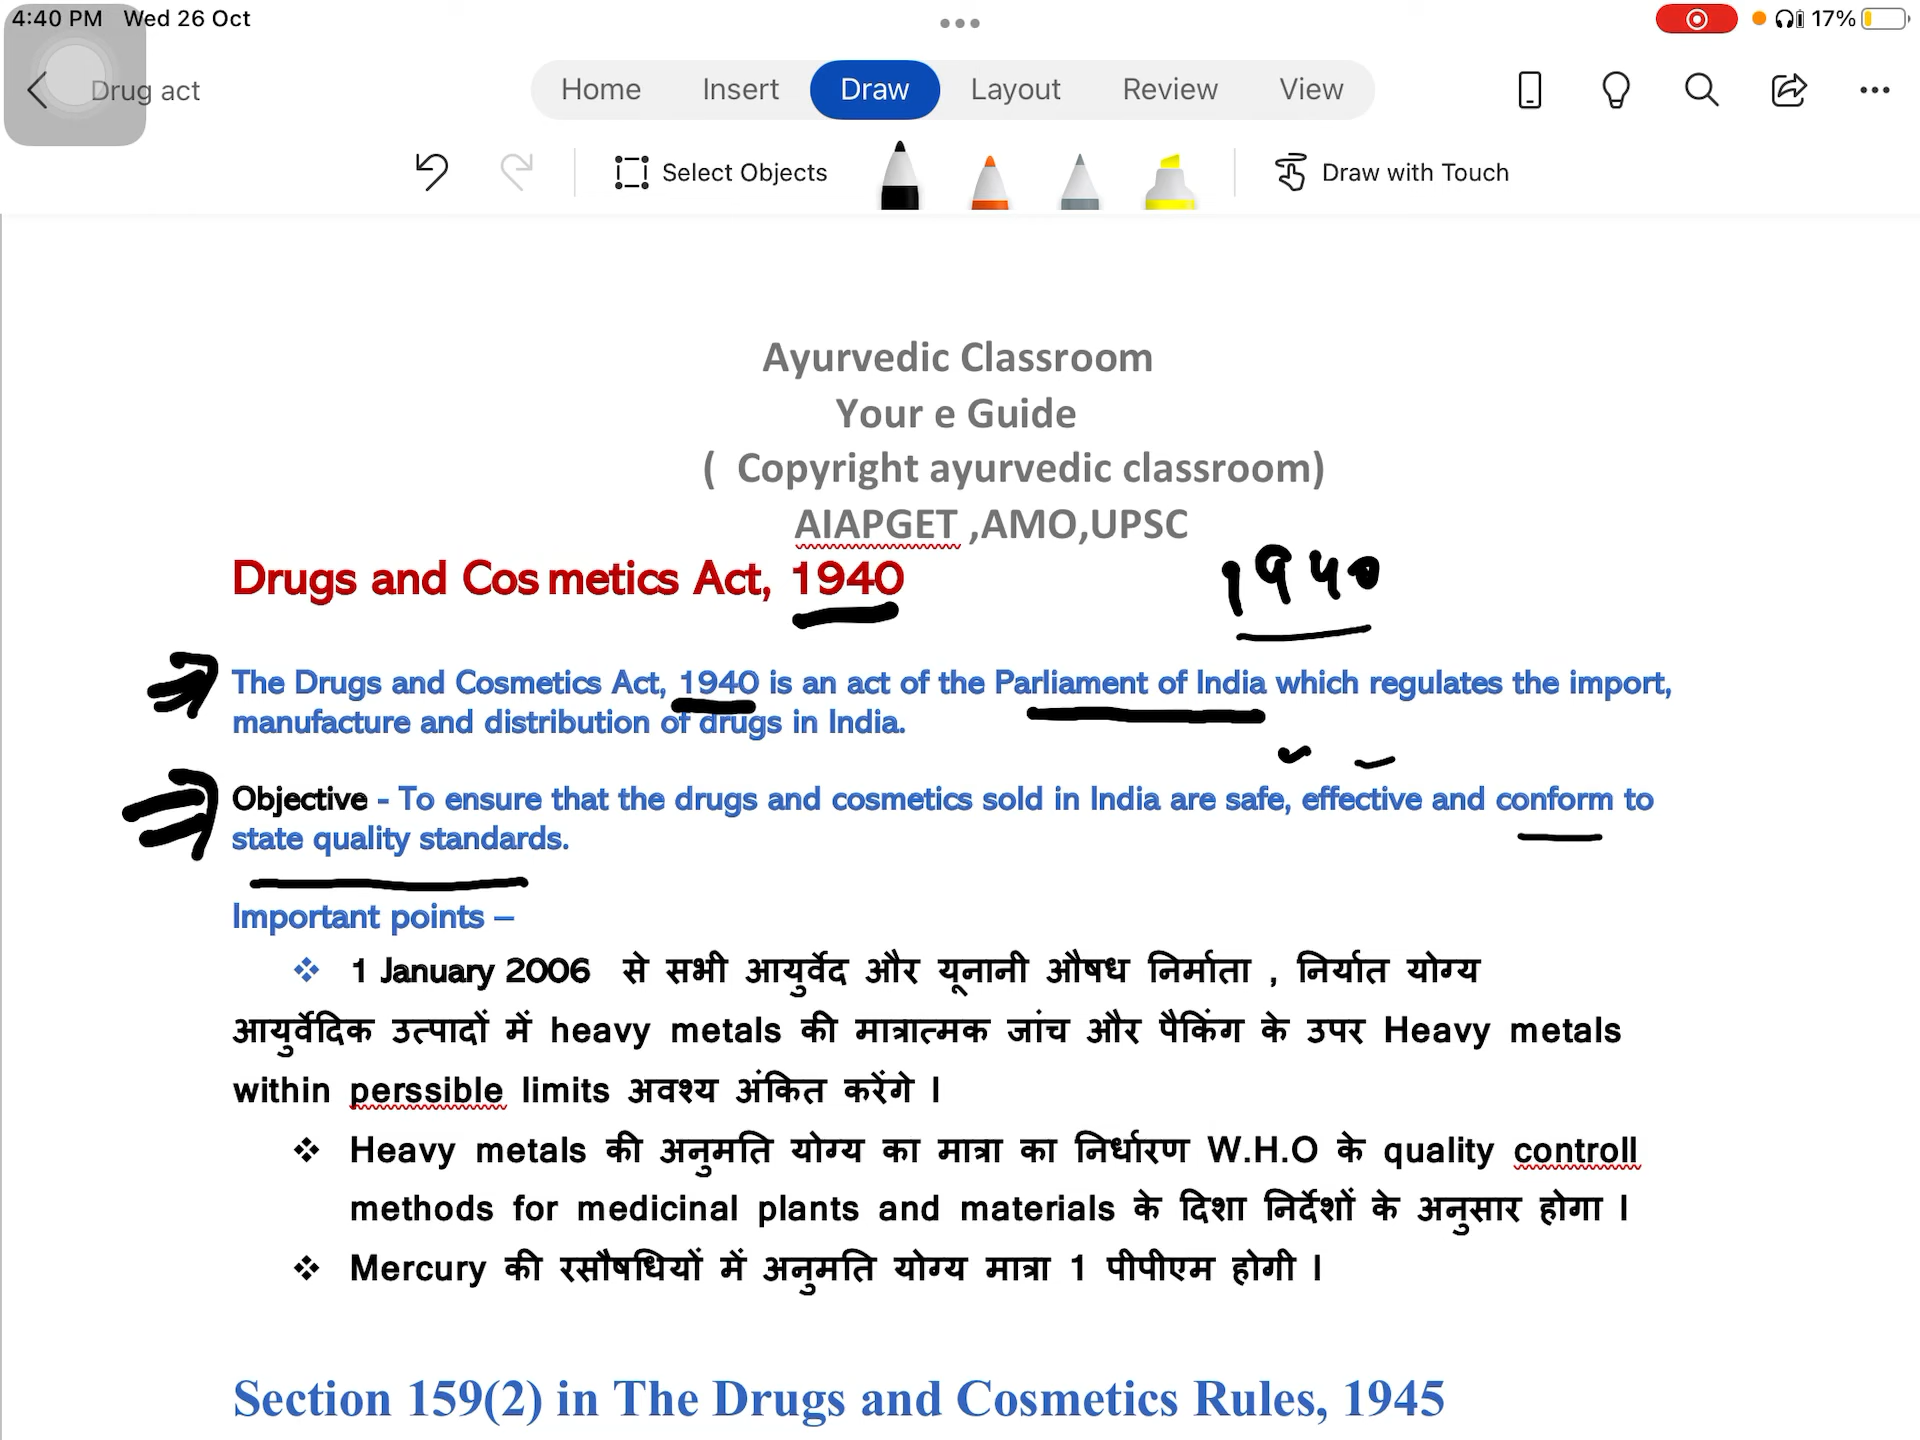 4:40 PM Wed 26 Oct
17%
Drug act
Home Insert Draw Layout Review View
Select Objects
Draw with Touch
Ayurvedic Classroom
Your e Guide
( Copyright ayurvedic classroom)
AIAPGET ,AMO,UPSC
Drugs and Cos metics Act, 1940
1940
The Drugs and Cosmetics Act, 1940 is an act of the Parliament of India which regulates the import,
manufacture and distribution of drugs in India.
Objective - To ensure that the drugs and cosmetics sold in India are safe, effective and conform to
state quality standards.
Important points –
❖ 1 January 2006 से सभी आयुर्वेद और यूनानी औषध निर्माता , निर्यात योग्य
आयुर्वेदिक उत्पादों में heavy metals की मात्रात्मक जांच और पैकिंग के उपर Heavy metals
within perssible limits अवश्य अंकित करेंगे ।
❖ Heavy metals की अनुमति योग्य का मात्रा का निर्धारण W.H.O के quality controll
methods for medicinal plants and materials के दिशा निर्देशों के अनुसार होगा ।
❖ Mercury की रसौषधियों में अनुमति योग्य मात्रा 1 पीपीएम होगी ।
Section 159(2) in The Drugs and Cosmetics Rules, 1945